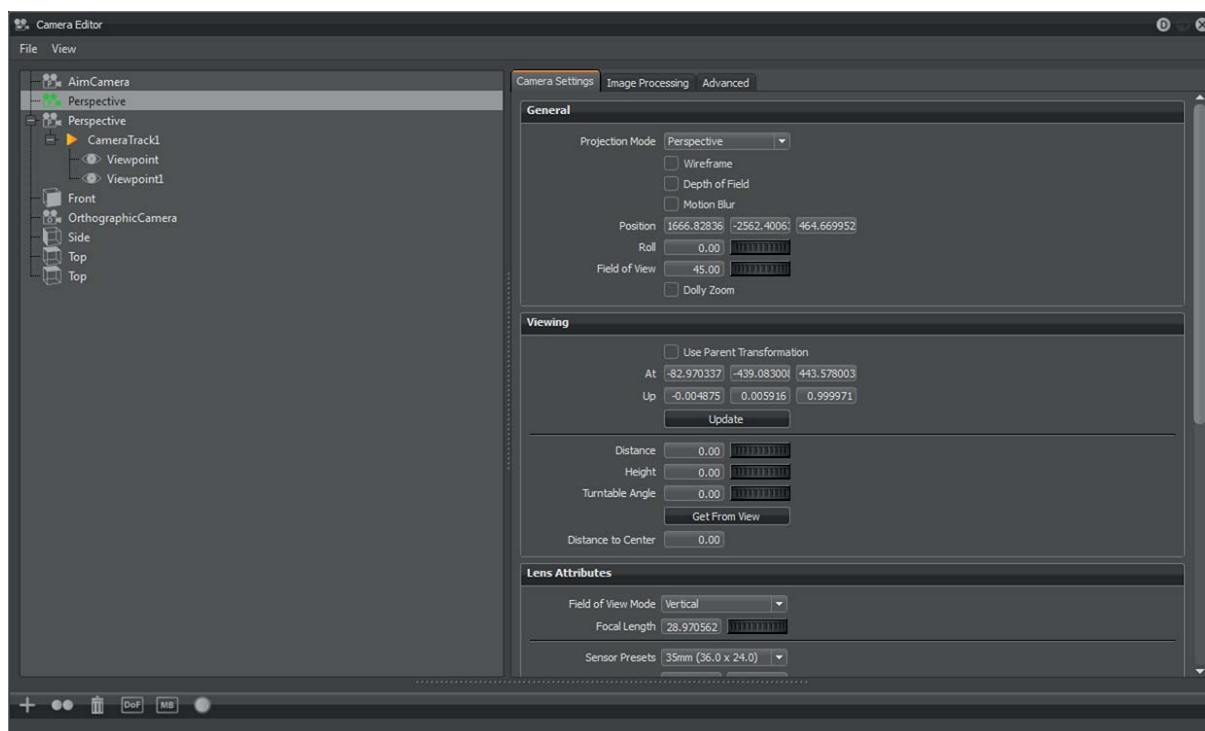 Camera Editor D
File View
AimCamera
Perspective
Perspective
CameraTrack1
Viewpoint
Viewpoint1
Front
OrthographicCamera
Side
Top
Top
Camera Settings Image Processing Advanced
General
Projection Mode Perspective
Wireframe
Depth of Field
Motion Blur
Position 1666.82836 -2562.4006 464.669952
Roll 0.00
Field of View 45.00
Dolly Zoom
Viewing
Use Parent Transformation
At -82.970337 -439.08300 443.578003
Up -0.004875 0.005916 0.999971
Update
Distance 0.00
Height 0.00
Turntable Angle 0.00
Get From View
Distance to Center 0.00
Lens Attributes
Field of View Mode Vertical
Focal Length 28.970562
Sensor Presets 35mm (36.0 x 24.0)
DoF MB